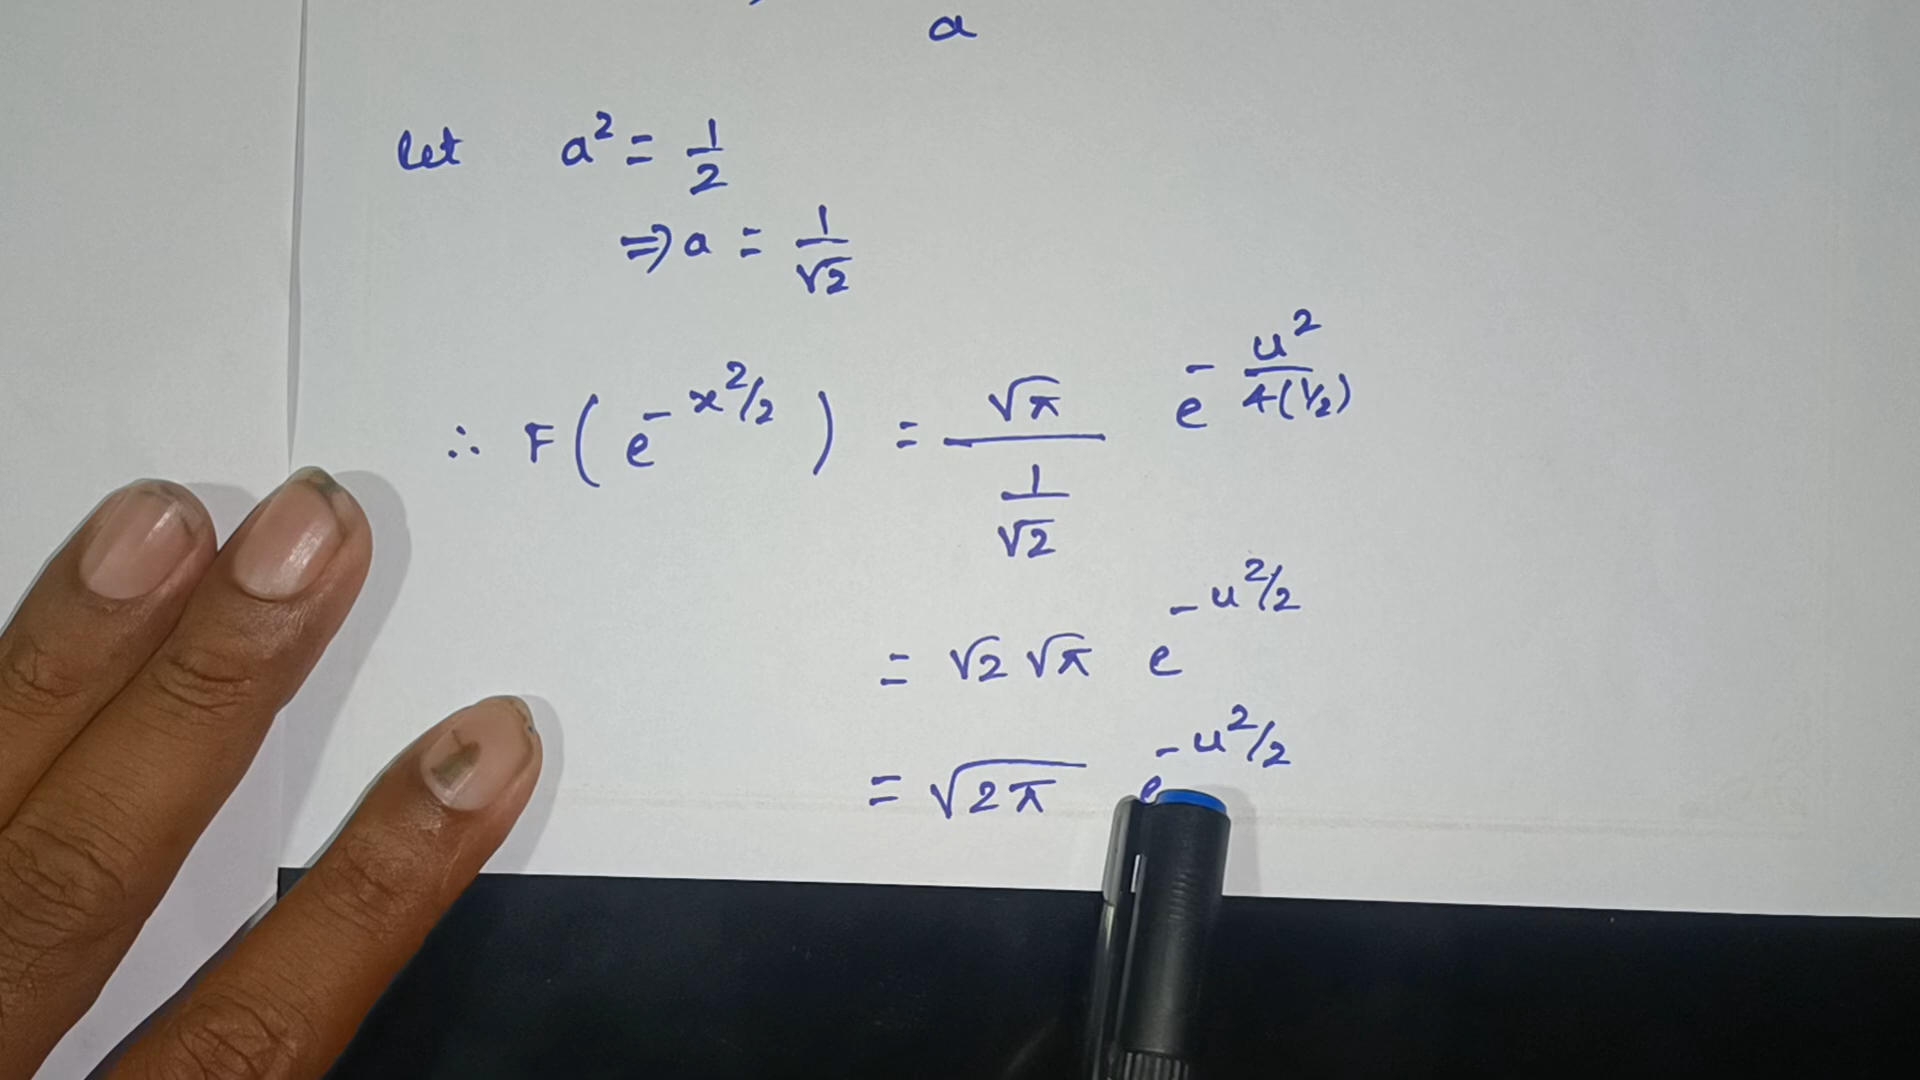 a
let a² = 1/2
⇒ a = 1/√2
∴ F(e^(-x²/2)) = √π/(1/√2) e^(-u²/(4(1/2)))
= √2 √π e^(-u²/2)
= √(2π) e^(-u²/2)